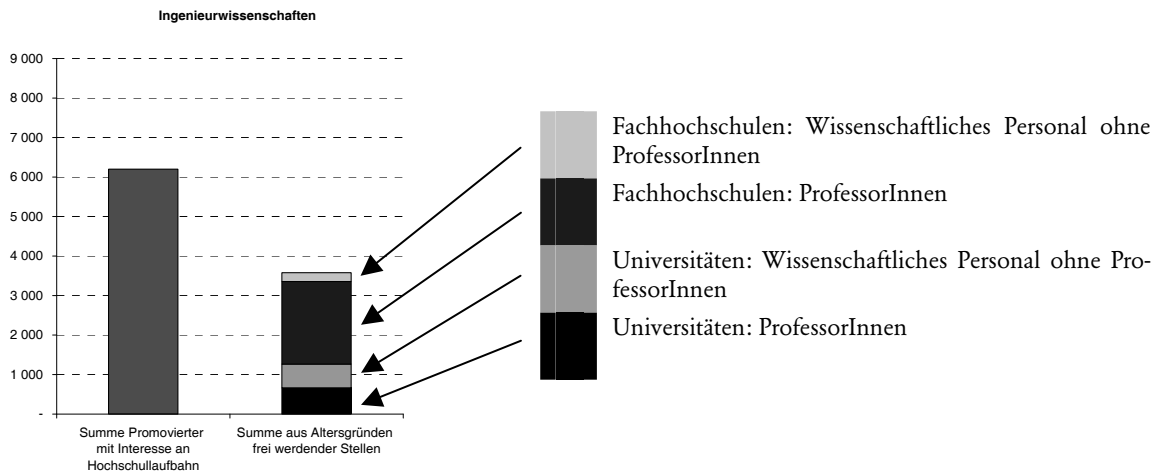 Ingenieurwissenschaften
9 000
8 000
7 000
6 000
5 000
4 000
3 000
2 000
1 000
-
Summe Promovierter
mit Interesse an
Hochschullaufbahn
Summe aus Altersgründen
frei werdender Stellen
Fachhochschulen: Wissenschaftliches Personal ohne
ProfessorInnen
Fachhochschulen: ProfessorInnen
Universitäten: Wissenschaftliches Personal ohne Pro-
fessorInnen
Universitäten: ProfessorInnen